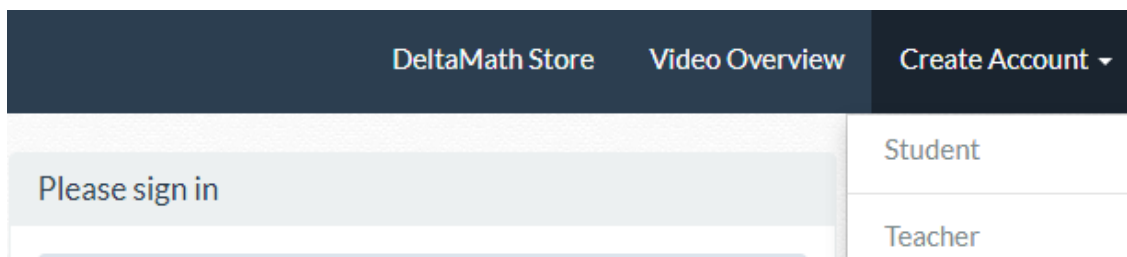 DeltaMath Store Video Overview Create Account
Student
Please sign in
Teacher